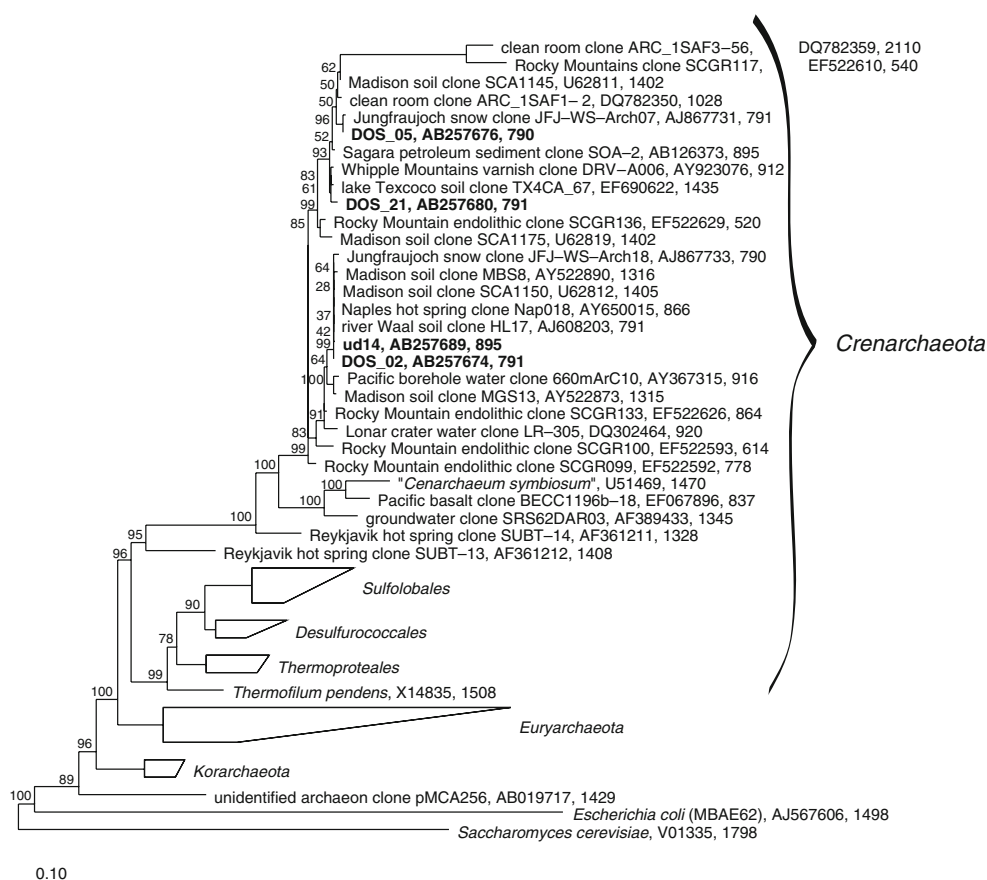 clean room clone ARC_1SAF3–56, DQ782359, 2110
Rocky Mountains clone SCGR117, EF522610, 540
62
50
Madison soil clone SCA1145, U62811, 1402
50
clean room clone ARC_1SAF1– 2, DQ782350, 1028
96
Jungfraujoch snow clone JFJ–WS–Arch07, AJ867731, 791
52
DOS_05, AB257676, 790
93
Sagara petroleum sediment clone SOA–2, AB126373, 895
Whipple Mountains varnish clone DRV–A006, AY923076, 912
83
61
lake Texcoco soil clone TX4CA_67, EF690622, 1435
99
DOS_21, AB257680, 791
85
Rocky Mountain endolithic clone SCGR136, EF522629, 520
Madison soil clone SCA1175, U62819, 1402
Jungfraujoch snow clone JFJ–WS–Arch18, AJ867733, 790
64
Madison soil clone MBS8, AY522890, 1316
28
Madison soil clone SCA1150, U62812, 1405
Naples hot spring clone Nap018, AY650015, 866
37
river Waal soil clone HL17, AJ608203, 791
42
99
ud14, AB257689, 895
Crenarchaeota
64
DOS_02, AB257674, 791
100
Pacific borehole water clone 660mArC10, AY367315, 916
Madison soil clone MGS13, AY522873, 1315
91
Rocky Mountain endolithic clone SCGR133, EF522626, 864
83
Lonar crater water clone LR–305, DQ302464, 920
99
Rocky Mountain endolithic clone SCGR100, EF522593, 614
100
Rocky Mountain endolithic clone SCGR099, EF522592, 778
100
"Cenarchaeum symbiosum", U51469, 1470
100
Pacific basalt clone BECC1196b–18, EF067896, 837
100
groundwater clone SRS62DAR03, AF389433, 1345
95
Reykjavik hot spring clone SUBT–14, AF361211, 1328
96
Reykjavik hot spring clone SUBT–13, AF361212, 1408
Sulfolobales
90
Desulfurococcales
78
Thermoproteales
99
100
Thermofilum pendens, X14835, 1508
Euryarchaeota
96
Korarchaeota
89
100
unidentified archaeon clone pMCA256, AB019717, 1429
Escherichia coli (MBAE62), AJ567606, 1498
Saccharomyces cerevisiae, V01335, 1798
0.10